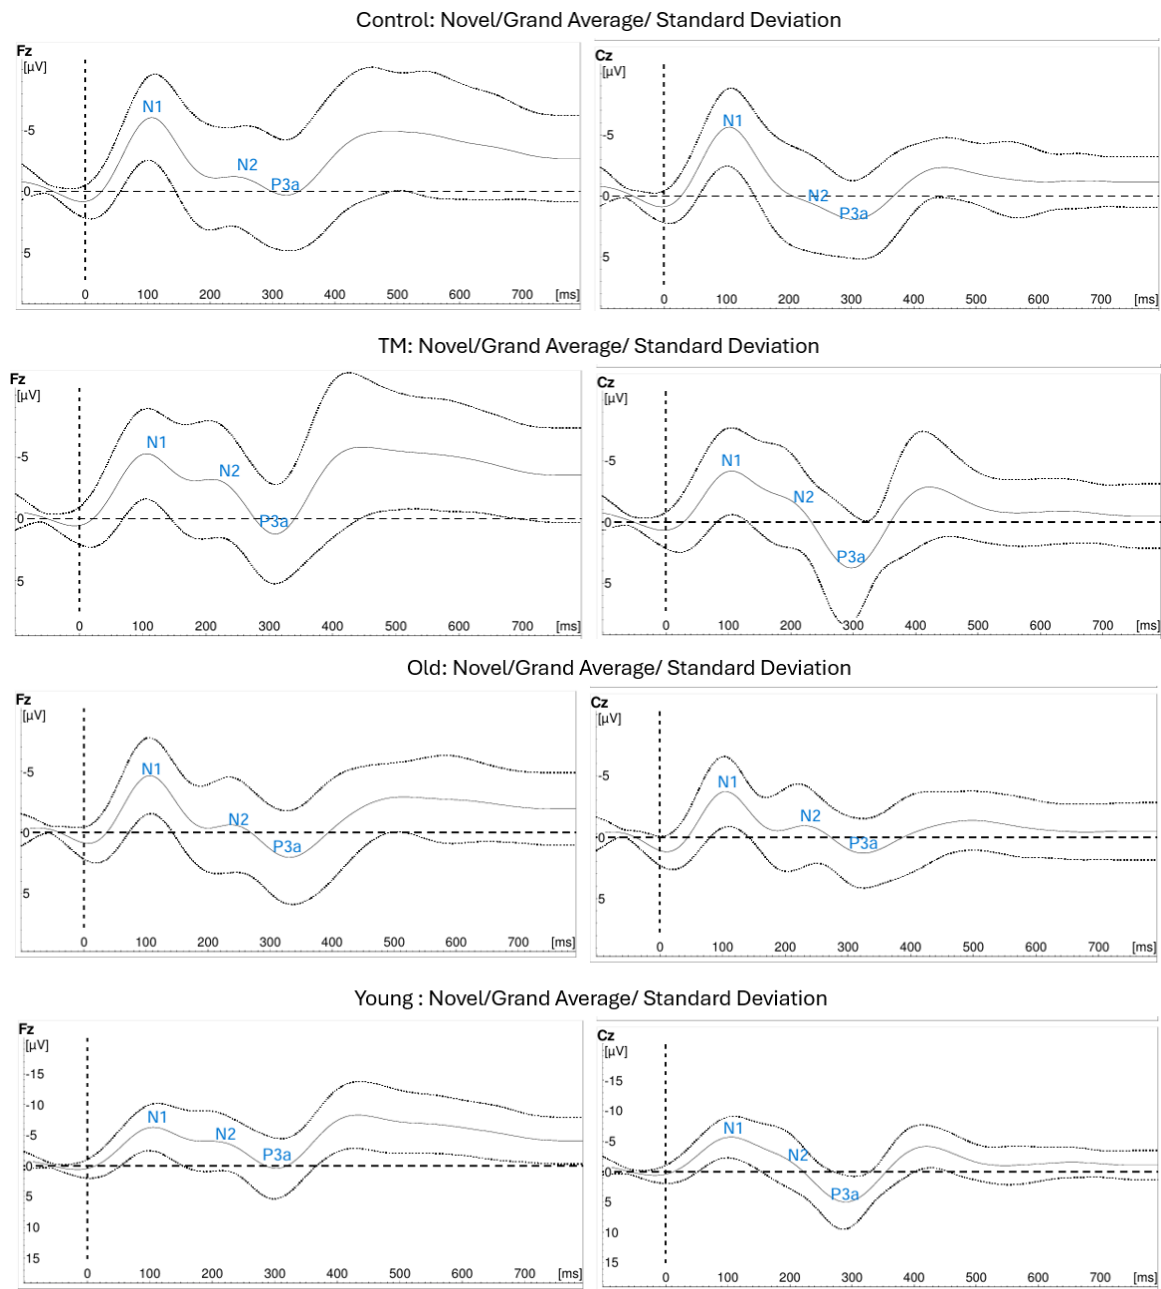 Control: Novel/Grand Average/ Standard Deviation
Fz
[µV]
-5
0
5
N1
N2
P3a
0 100 200 300 400 500 600 700 [ms]
Cz
[µV]
-5
0
5
N1
N2
P3a
0 100 200 300 400 500 600 700 [ms]
TM: Novel/Grand Average/ Standard Deviation
Fz
[µV]
-5
0
5
N1
N2
P3a
0 100 200 300 400 500 600 700 [ms]
Cz
[µV]
-5
0
5
N1
N2
P3a
0 100 200 300 400 500 600 700 [ms]
Old: Novel/Grand Average/ Standard Deviation
Fz
[µV]
-5
0
5
N1
N2
P3a
0 100 200 300 400 500 600 700 [ms]
Cz
[µV]
-5
0
5
N1
N2
P3a
0 100 200 300 400 500 600 700 [ms]
Young : Novel/Grand Average/ Standard Deviation
Fz
[µV]
-15
-10
-5
0
5
10
15
N1
N2
P3a
0 100 200 300 400 500 600 700 [ms]
Cz
[µV]
-15
-10
-5
0
5
10
15
N1
N2
P3a
0 100 200 300 400 500 600 700 [ms]